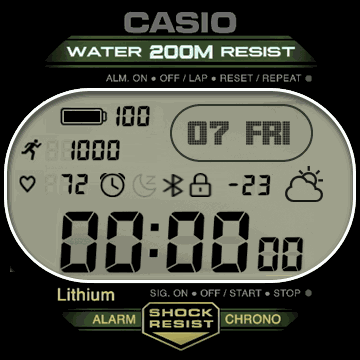 CASIO
WATER 200M RESIST
ALM. ON ● OFF / LAP ● RESET / REPEAT ●
100
07 FRI
1000
72 -23
00:00 00
Lithium SIG. ON ● OFF / START ● STOP ●
ALARM SHOCK RESIST CHRONO